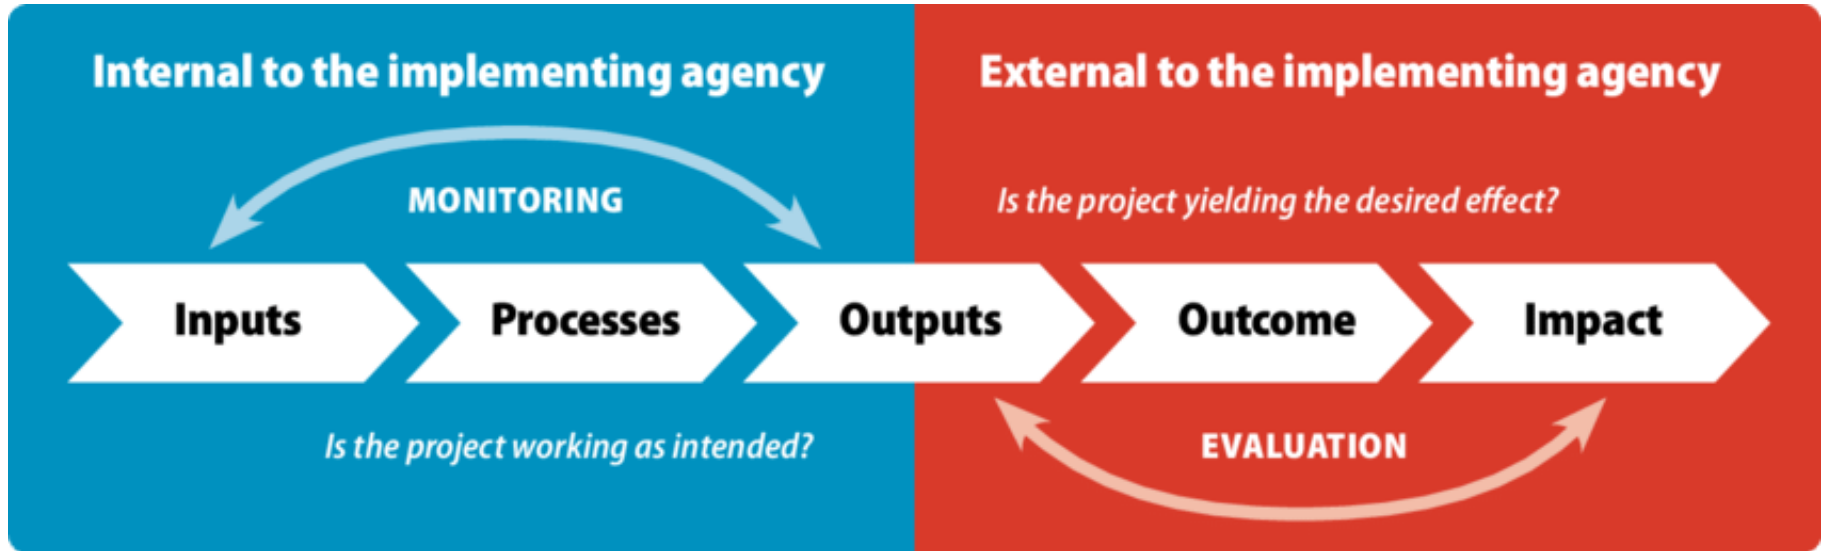 Internal to the implementing agency
External to the implementing agency
MONITORING
Is the project yielding the desired effect?
Inputs
Processes
Outputs
Outcome
Impact
Is the project working as intended?
EVALUATION